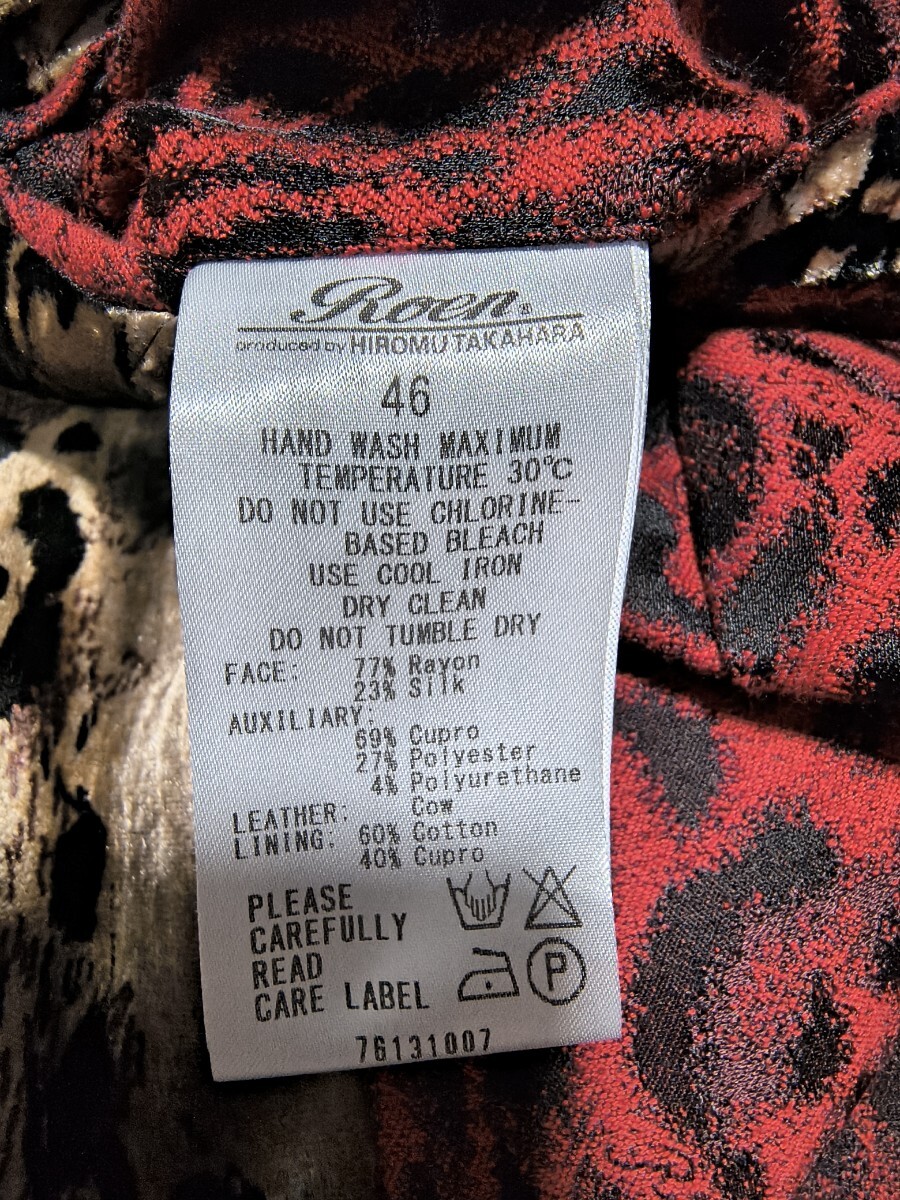 Roen
produced by HIROMU TAKAHARA
46
HAND WASH MAXIMUM
TEMPERATURE 30℃
DO NOT USE CHLORINE-
BASED BLEACH
USE COOL IRON
DRY CLEAN
DO NOT TUMBLE DRY
FACE: 77% Rayon
23% Silk
AUXILIARY:
69% Cupro
27% Polyester
4% Polyurethane
LEATHER: Cow
LINING: 60% Cotton
40% Cupro
PLEASE
CAREFULLY
READ
CARE LABEL
P
76131007